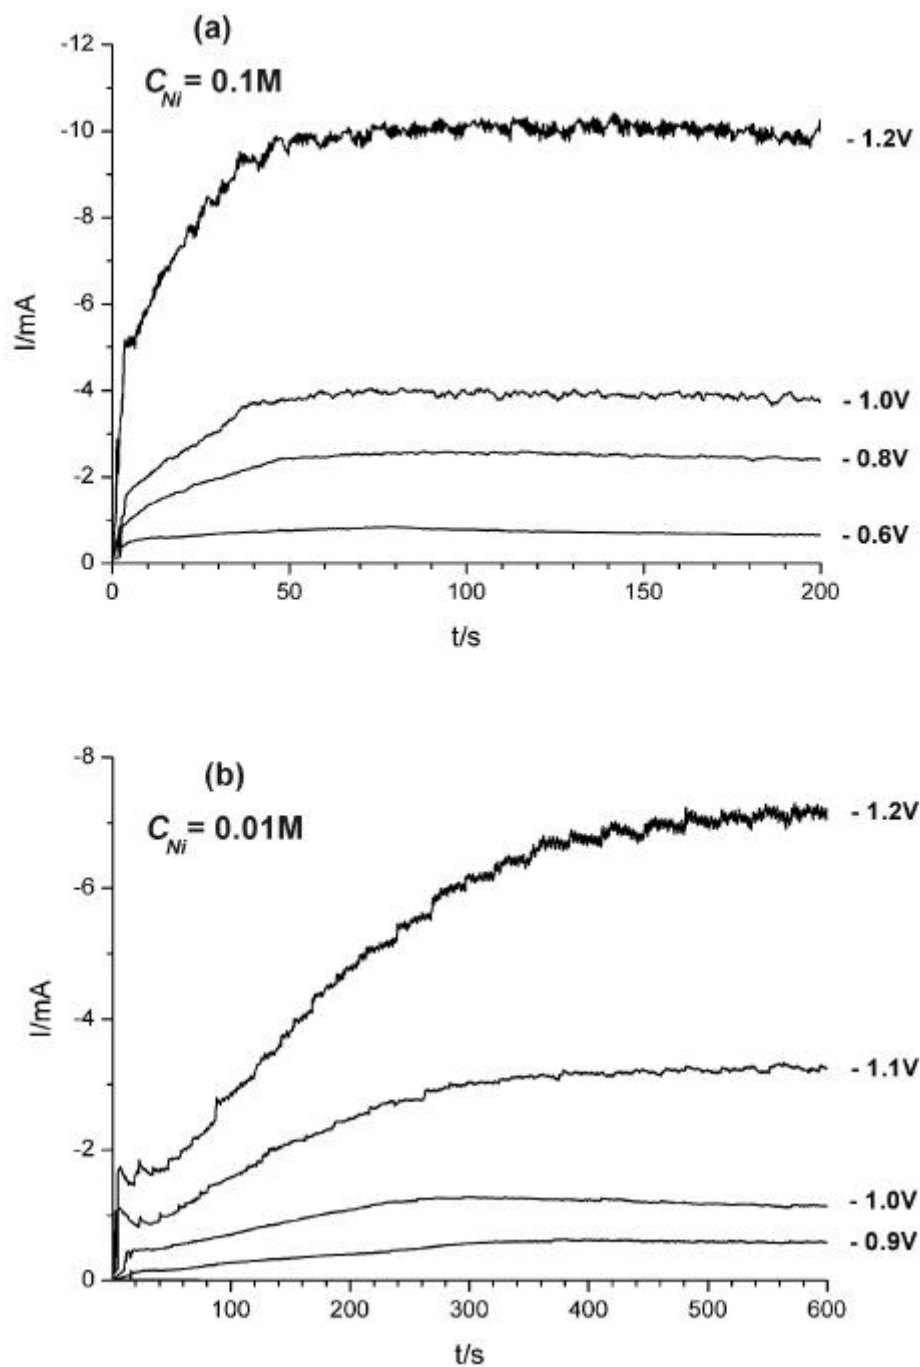 (a)
C_Ni = 0.1M
-12
-10
-8
-6
-4
-2
0
I/mA
- 1.2V
- 1.0V
- 0.8V
- 0.6V
0 50 100 150 200
t/s
(b)
C_Ni = 0.01M
-8
-6
-4
-2
0
I/mA
- 1.2V
- 1.1V
- 1.0V
- 0.9V
100 200 300 400 500 600
t/s